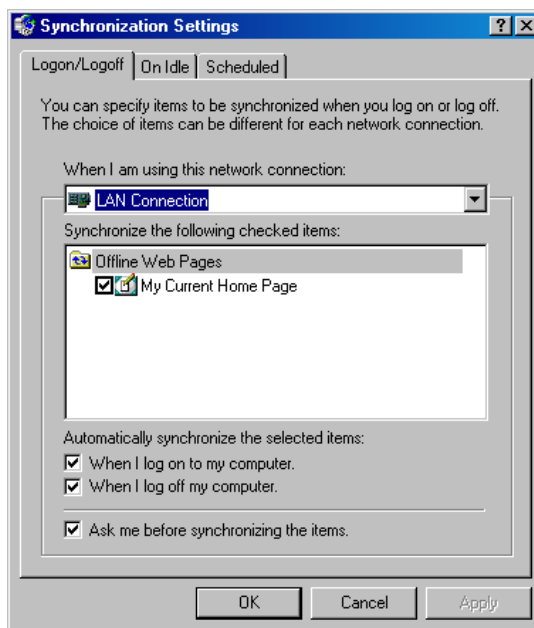 Synchronization Settings
Logon/Logoff On Idle Scheduled
You can specify items to be synchronized when you log on or log off.
The choice of items can be different for each network connection.
When I am using this network connection:
LAN Connection
Synchronize the following checked items:
Offline Web Pages
My Current Home Page
Automatically synchronize the selected items:
When I log on to my computer.
When I log off my computer.
Ask me before synchronizing the items.
OK Cancel Apply